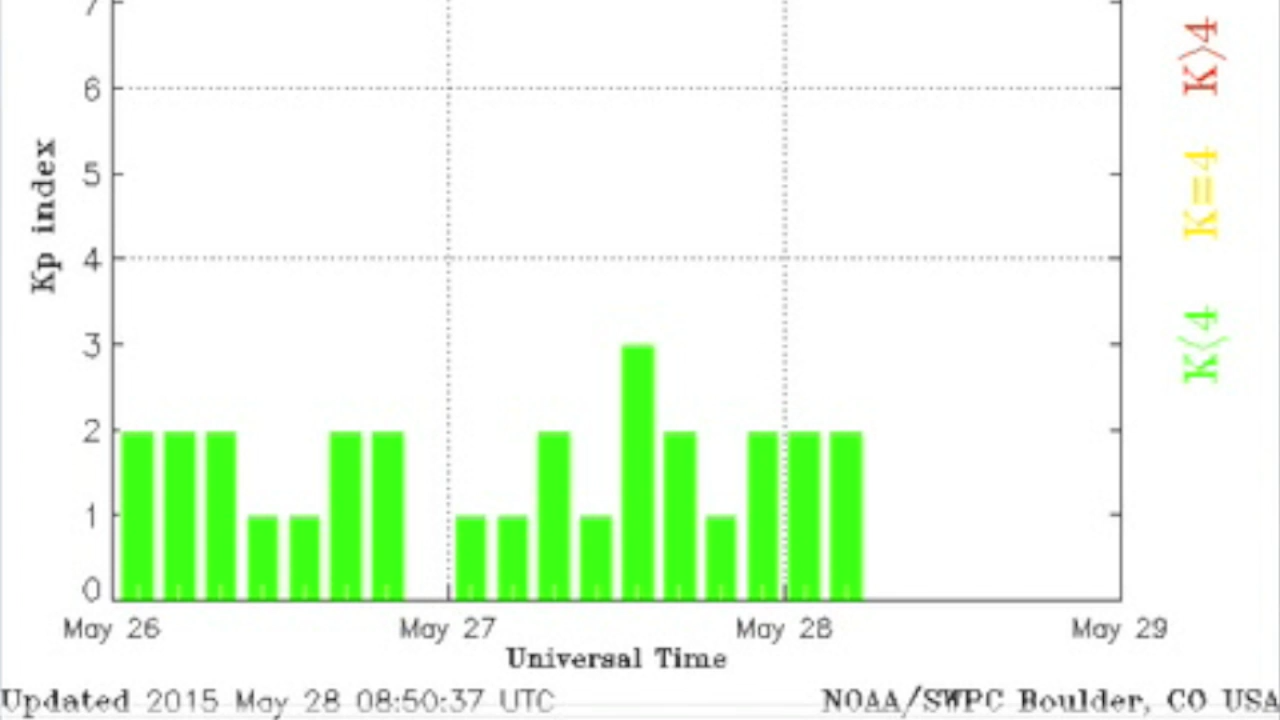 7
6
5
4
3
2
1
0
Kp index
May 26 May 27 May 28 May 29
Universal Time
K>4
K=4
K<4
Updated 2015 May 28 08:50:37 UTC
NOAA/SWPC Boulder, CO USA